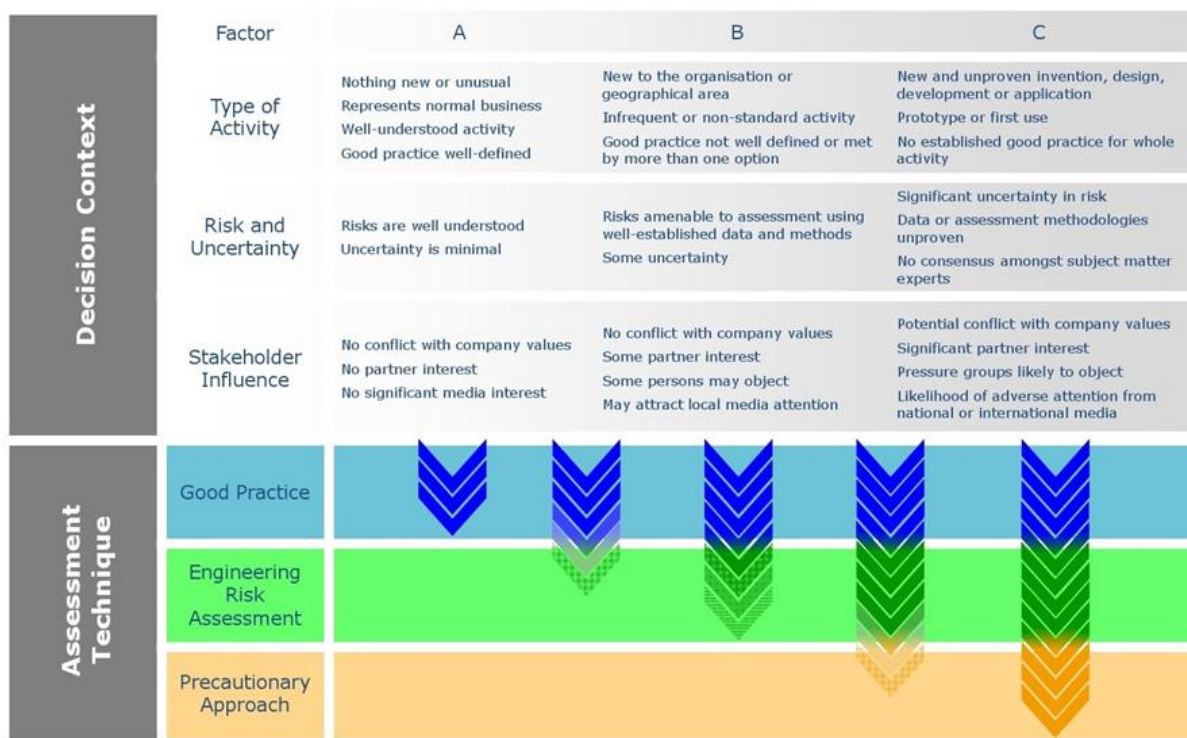 Decision Context
Factor
A
B
C
Type of
Activity
Nothing new or unusual
Represents normal business
Well-understood activity
Good practice well-defined
New to the organisation or
geographical area
Infrequent or non-standard activity
Good practice not well defined or met
by more than one option
New and unproven invention, design,
development or application
Prototype or first use
No established good practice for whole
activity
Risk and
Uncertainty
Risks are well understood
Uncertainty is minimal
Risks amenable to assessment using
well-established data and methods
Some uncertainty
Significant uncertainty in risk
Data or assessment methodologies
unproven
No consensus amongst subject matter
experts
Stakeholder
Influence
No conflict with company values
No partner interest
No significant media interest
No conflict with company values
Some partner interest
Some persons may object
May attract local media attention
Potential conflict with company values
Significant partner interest
Pressure groups likely to object
Likelihood of adverse attention from
national or international media
Assessment
Technique
Good Practice
Engineering
Risk
Assessment
Precautionary
Approach